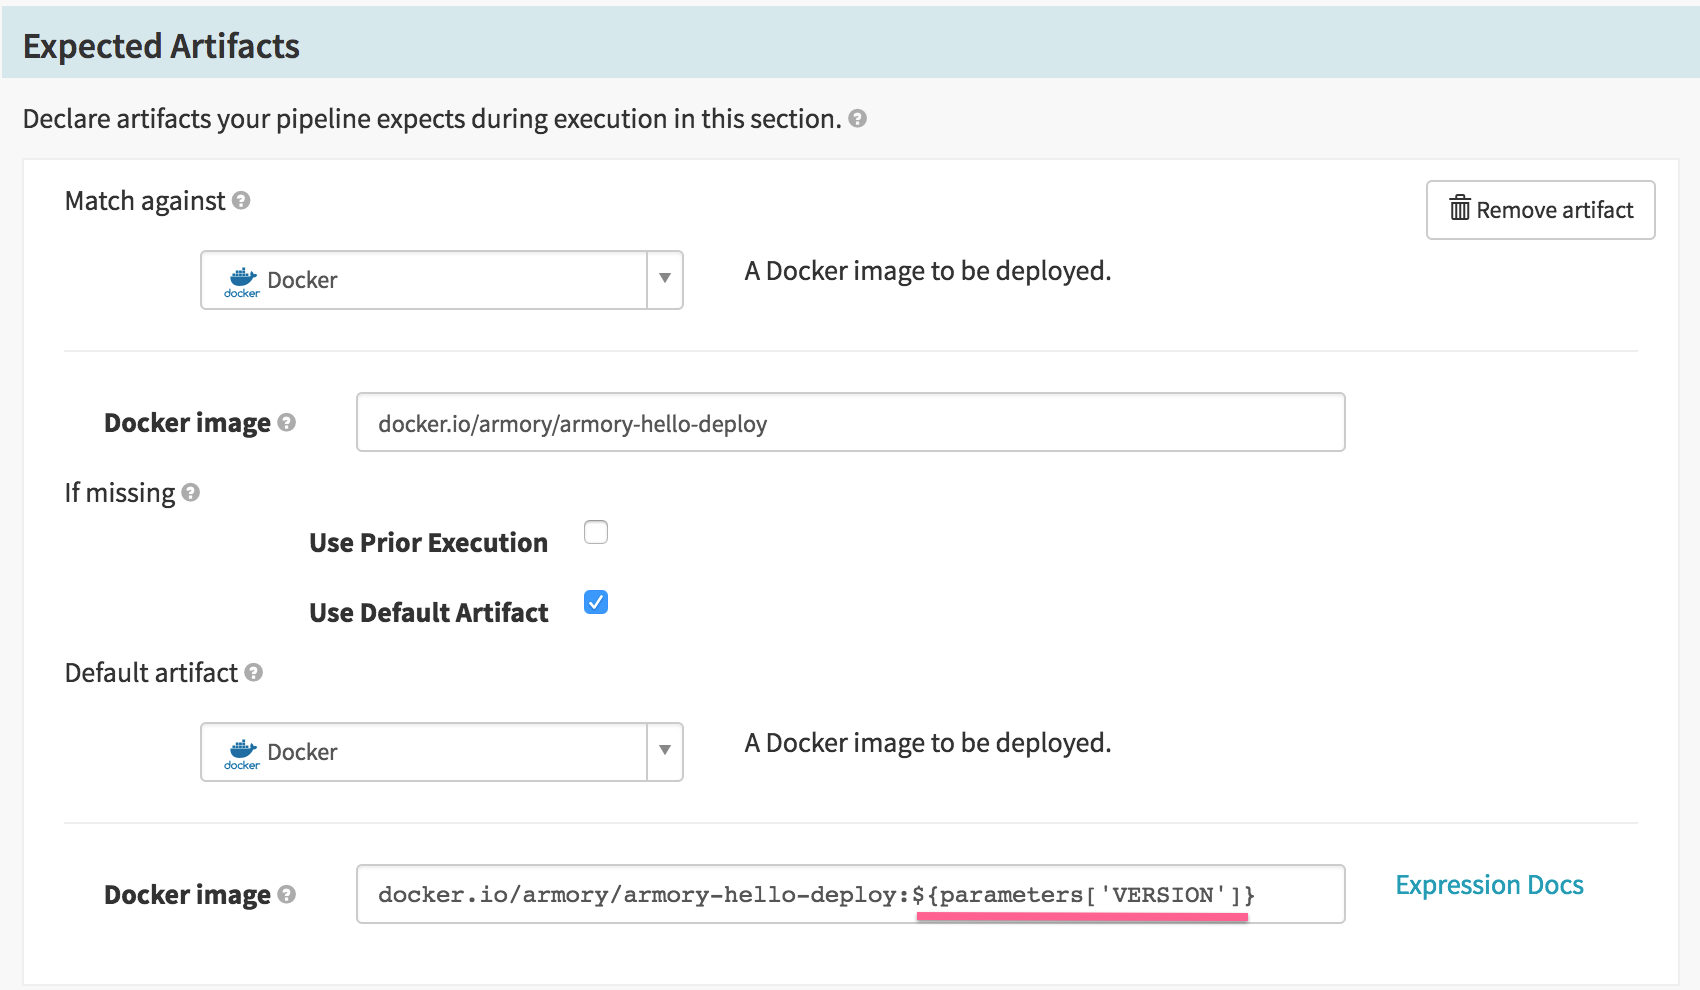 Expected Artifacts
Declare artifacts your pipeline expects during execution in this section. ?
Match against ?
Remove artifact
docker Docker
A Docker image to be deployed.
Docker image ?
docker.io/armory/armory-hello-deploy
If missing ?
Use Prior Execution
Use Default Artifact
Default artifact ?
docker Docker
A Docker image to be deployed.
Docker image ?
docker.io/armory/armory-hello-deploy:${parameters['VERSION']}
Expression Docs